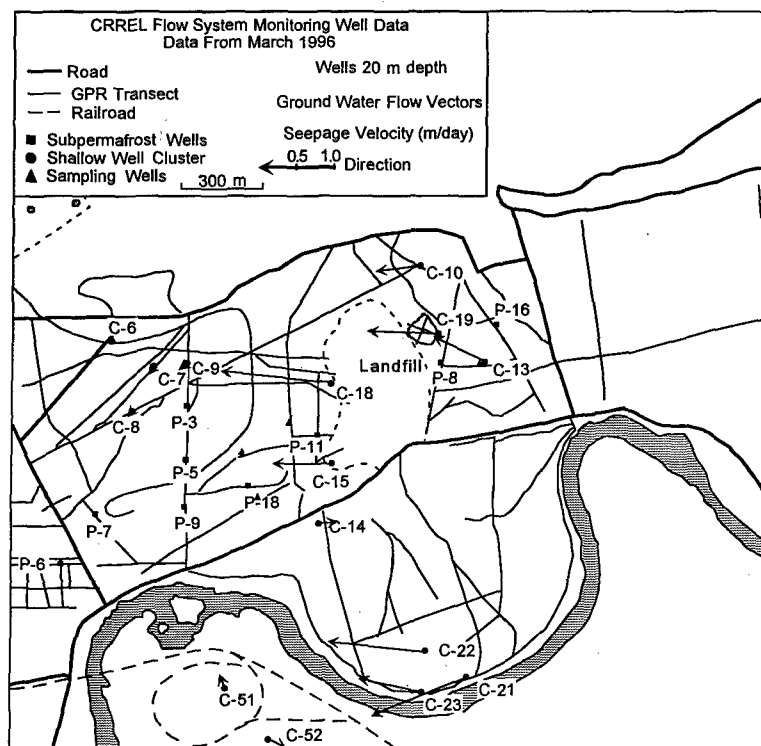 CRREL Flow System Monitoring Well Data
Data From March 1996
Road
Wells 20 m depth
GPR Transect
Ground Water Flow Vectors
Railroad
Seepage Velocity (m/day)
Subpermafrost Wells
Shallow Well Cluster
0.5 1.0
Direction
Sampling Wells
300 m
C-10
C-19
P-16
C-6
Landfill
C-7
C-9
P-8
C-13
C-18
C-8
P-3
P-11
P-5
C-15
P-18
P-7
P-9
C-14
P-6
C-22
C-21
C-51
C-23
C-52